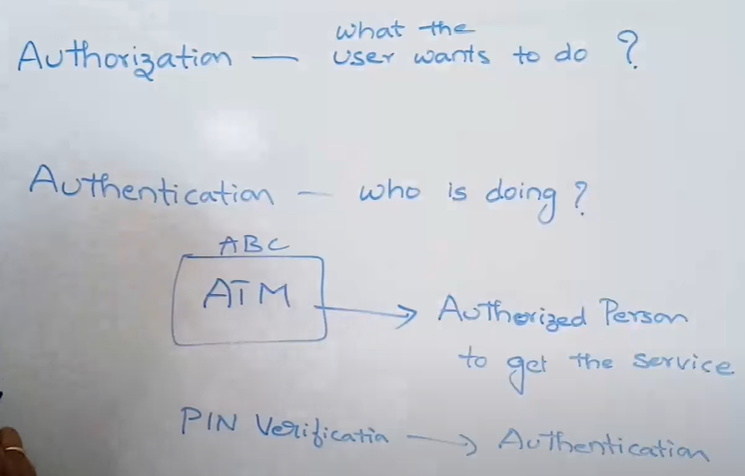 Authorization — what the user wants to do ?
Authentication — who is doing ?
ABC
ATM → Authorized Person
to get the service
PIN Verificatin → Authentication